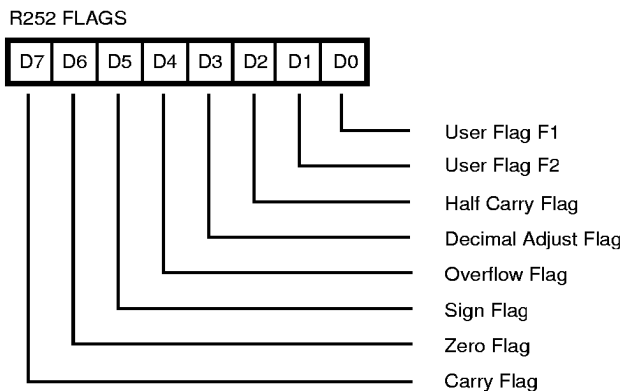 R252 FLAGS
D7 D6 D5 D4 D3 D2 D1 D0
User Flag F1
User Flag F2
Half Carry Flag
Decimal Adjust Flag
Overflow Flag
Sign Flag
Zero Flag
Carry Flag